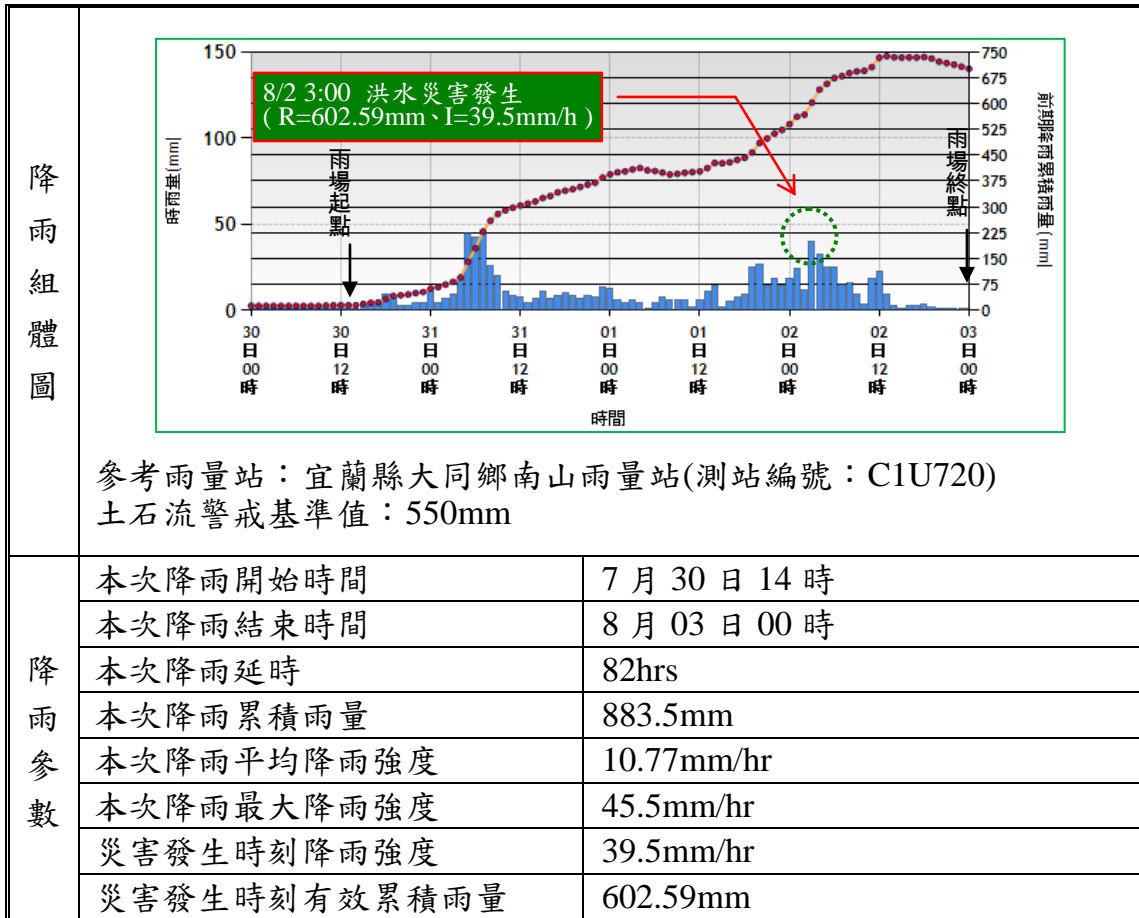 降雨組體圖
150
100
50
0
時雨量(mm)
8/2 3:00 洪水災害發生
( R=602.59mm、I=39.5mm/h )
雨場起點
雨場終點
750
675
600
525
450
375
300
225
150
75
0
前期降雨累積雨量(mm)
30日00時
30日12時
31日00時
31日12時
01日00時
01日12時
02日00時
02日12時
03日00時
時間
參考雨量站：宜蘭縣大同鄉南山雨量站(測站編號：C1U720)
土石流警戒基準值：550mm
降雨參數
本次降雨開始時間 7 月 30 日 14 時
本次降雨結束時間 8 月 03 日 00 時
本次降雨延時 82hrs
本次降雨累積雨量 883.5mm
本次降雨平均降雨強度 10.77mm/hr
本次降雨最大降雨強度 45.5mm/hr
災害發生時刻降雨強度 39.5mm/hr
災害發生時刻有效累積雨量 602.59mm